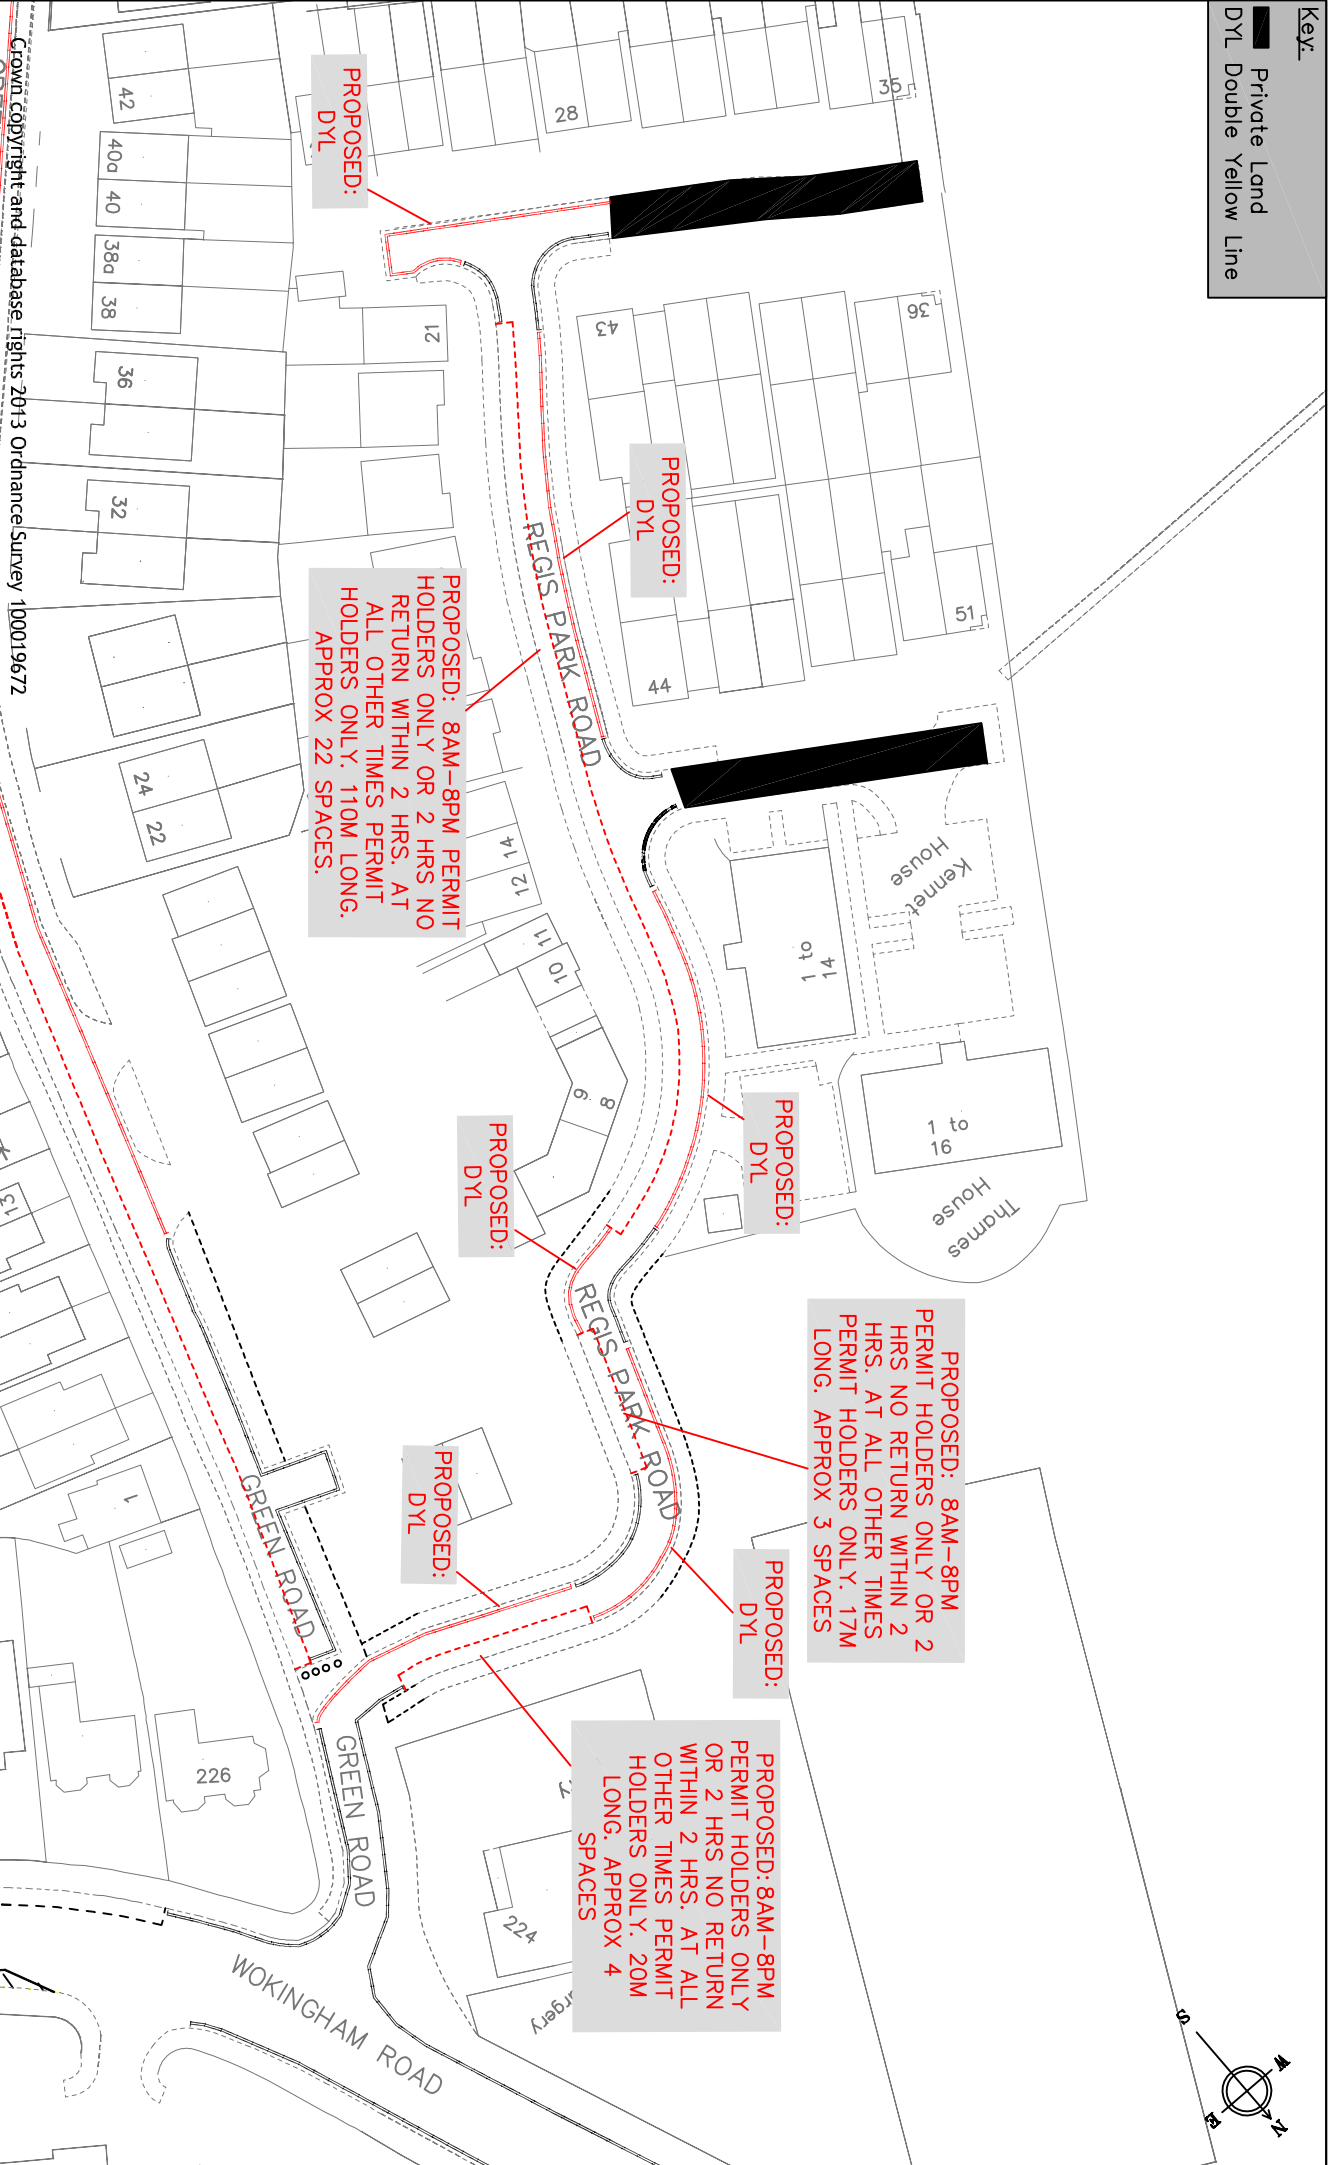 Key:
Private Land
DYL Double Yellow Line
35
28
42
40a
40
38a
38
36
32
24
22
21
43
36
51
44
PROPOSED:
DYL
PROPOSED:
DYL
REGIS PARK ROAD
PROPOSED: 8AM-8PM PERMIT
HOLDERS ONLY OR 2 HRS NO
RETURN WITHIN 2 HRS. AT
ALL OTHER TIMES PERMIT
HOLDERS ONLY. 110M LONG.
APPROX 22 SPACES.
14
12
11
10
9
8
Kennet
House
1 to
14
1 to
16
Thames
House
PROPOSED:
DYL
PROPOSED:
DYL
REGIS PARK ROAD
PROPOSED: 8AM-8PM
PERMIT HOLDERS ONLY OR 2
HRS NO RETURN WITHIN 2
HRS. AT ALL OTHER TIMES
PERMIT HOLDERS ONLY. 17M
LONG. APPROX 3 SPACES
PROPOSED:
DYL
PROPOSED:
DYL
PROPOSED: 8AM-8PM
PERMIT HOLDERS ONLY
OR 2 HRS NO RETURN
WITHIN 2 HRS. AT ALL
OTHER TIMES PERMIT
HOLDERS ONLY. 20M
LONG. APPROX 4
SPACES
GREEN ROAD
GREEN ROAD
13
1
226
224
WOKINGHAM ROAD
S
W
N
E
Crown copyright and database rights 2013 Ordnance Survey 100019672